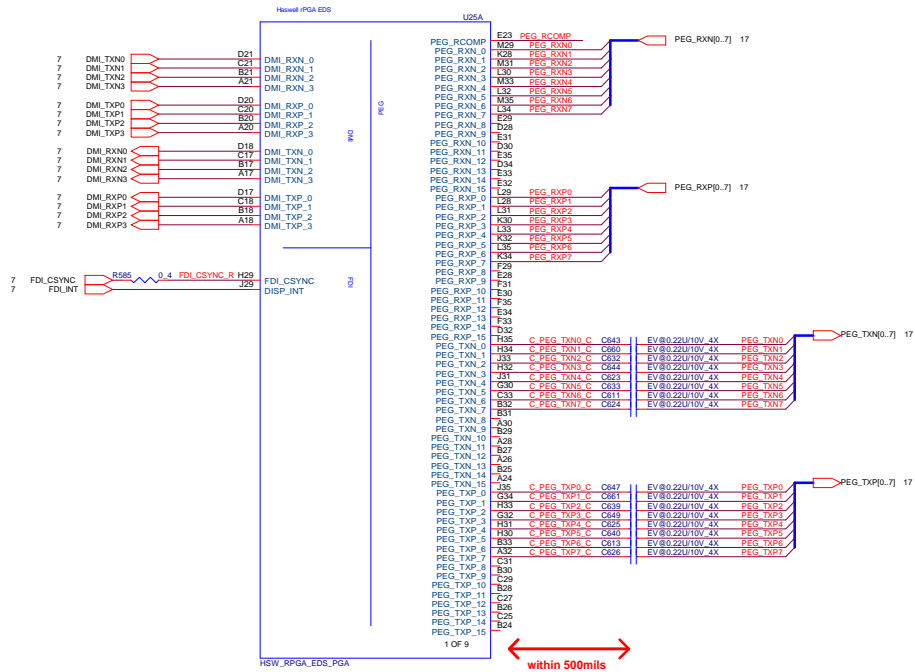 Haswell rPGA EDS
U25A
7 DMI_TXN0 D21 DMI_RXN_0
7 DMI_TXN1 C21 DMI_RXN_1
7 DMI_TXN2 B21 DMI_RXN_2
7 DMI_TXN3 A21 DMI_RXN_3
7 DMI_TXP0 D20 DMI_RXP_0
7 DMI_TXP1 C20 DMI_RXP_1
7 DMI_TXP2 B20 DMI_RXP_2
7 DMI_TXP3 A20 DMI_RXP_3
7 DMI_RXN0 D18 DMI_TXN_0
7 DMI_RXN1 C17 DMI_TXN_1
7 DMI_RXN2 B17 DMI_TXN_2
7 DMI_RXN3 A17 DMI_TXN_3
7 DMI_RXP0 D17 DMI_TXP_0
7 DMI_RXP1 C18 DMI_TXP_1
7 DMI_RXP2 B18 DMI_TXP_2
7 DMI_RXP3 A18 DMI_TXP_3
7 FDI_CSYNC R585 0_4 FDI_CSYNC_R H29 FDI_CSYNC
7 FDI_INT J29 DISP_INT
PEG
DMI
FDI
PEG_RCOMP E23 PEG_RCOMP
PEG_RXN_0 M29 PEG_RXN0
PEG_RXN_1 K28 PEG_RXN1
PEG_RXN_2 M31 PEG_RXN2
PEG_RXN_3 L30 PEG_RXN3
PEG_RXN_4 M33 PEG_RXN4
PEG_RXN_5 L32 PEG_RXN5
PEG_RXN_6 M35 PEG_RXN6
PEG_RXN_7 L34 PEG_RXN7
PEG_RXN_8 E29
PEG_RXN_9 D28
PEG_RXN_10 E31
PEG_RXN_11 D30
PEG_RXN_12 E35
PEG_RXN_13 D34
PEG_RXN_14 E33
PEG_RXN_15 E32
PEG_RXP_0 L29 PEG_RXP0
PEG_RXP_1 L28 PEG_RXP1
PEG_RXP_2 L31 PEG_RXP2
PEG_RXP_3 K30 PEG_RXP3
PEG_RXP_4 L33 PEG_RXP4
PEG_RXP_5 K32 PEG_RXP5
PEG_RXP_6 L35 PEG_RXP6
PEG_RXP_7 K34 PEG_RXP7
PEG_RXP_8 F29
PEG_RXP_9 E28
PEG_RXP_10 F31
PEG_RXP_11 E30
PEG_RXP_12 F35
PEG_RXP_13 E34
PEG_RXP_14 F33
PEG_RXP_15 D32
PEG_TXN_0 H35 C_PEG_TXN0_C C643 EV@0.22U/10V_4X PEG_TXN0
PEG_TXN_1 H34 C_PEG_TXN1_C C660 EV@0.22U/10V_4X PEG_TXN1
PEG_TXN_2 J33 C_PEG_TXN2_C C632 EV@0.22U/10V_4X PEG_TXN2
PEG_TXN_3 H32 C_PEG_TXN3_C C644 EV@0.22U/10V_4X PEG_TXN3
PEG_TXN_4 J31 C_PEG_TXN4_C C623 EV@0.22U/10V_4X PEG_TXN4
PEG_TXN_5 G30 C_PEG_TXN5_C C633 EV@0.22U/10V_4X PEG_TXN5
PEG_TXN_6 C33 C_PEG_TXN6_C C611 EV@0.22U/10V_4X PEG_TXN6
PEG_TXN_7 B32 C_PEG_TXN7_C C624 EV@0.22U/10V_4X PEG_TXN7
PEG_TXN_8 B31
PEG_TXN_9 A30
PEG_TXN_10 B29
PEG_TXN_11 A28
PEG_TXN_12 B27
PEG_TXN_13 A26
PEG_TXN_14 B25
PEG_TXN_15 A24
PEG_TXP_0 J35 C_PEG_TXP0_C C647 EV@0.22U/10V_4X PEG_TXP0
PEG_TXP_1 G34 C_PEG_TXP1_C C661 EV@0.22U/10V_4X PEG_TXP1
PEG_TXP_2 H33 C_PEG_TXP2_C C639 EV@0.22U/10V_4X PEG_TXP2
PEG_TXP_3 G32 C_PEG_TXP3_C C649 EV@0.22U/10V_4X PEG_TXP3
PEG_TXP_4 H31 C_PEG_TXP4_C C625 EV@0.22U/10V_4X PEG_TXP4
PEG_TXP_5 H30 C_PEG_TXP5_C C640 EV@0.22U/10V_4X PEG_TXP5
PEG_TXP_6 B33 C_PEG_TXP6_C C613 EV@0.22U/10V_4X PEG_TXP6
PEG_TXP_7 A32 C_PEG_TXP7_C C626 EV@0.22U/10V_4X PEG_TXP7
PEG_TXP_8 C31
PEG_TXP_9 B30
PEG_TXP_10 C29
PEG_TXP_11 B28
PEG_TXP_12 C27
PEG_TXP_13 B26
PEG_TXP_14 C25
PEG_TXP_15 B24
PEG_RXN[0..7] 17
PEG_RXP[0..7] 17
PEG_TXN[0..7] 17
PEG_TXP[0..7] 17
1 OF 9
HSW_RPGA_EDS_PGA
within 500mils